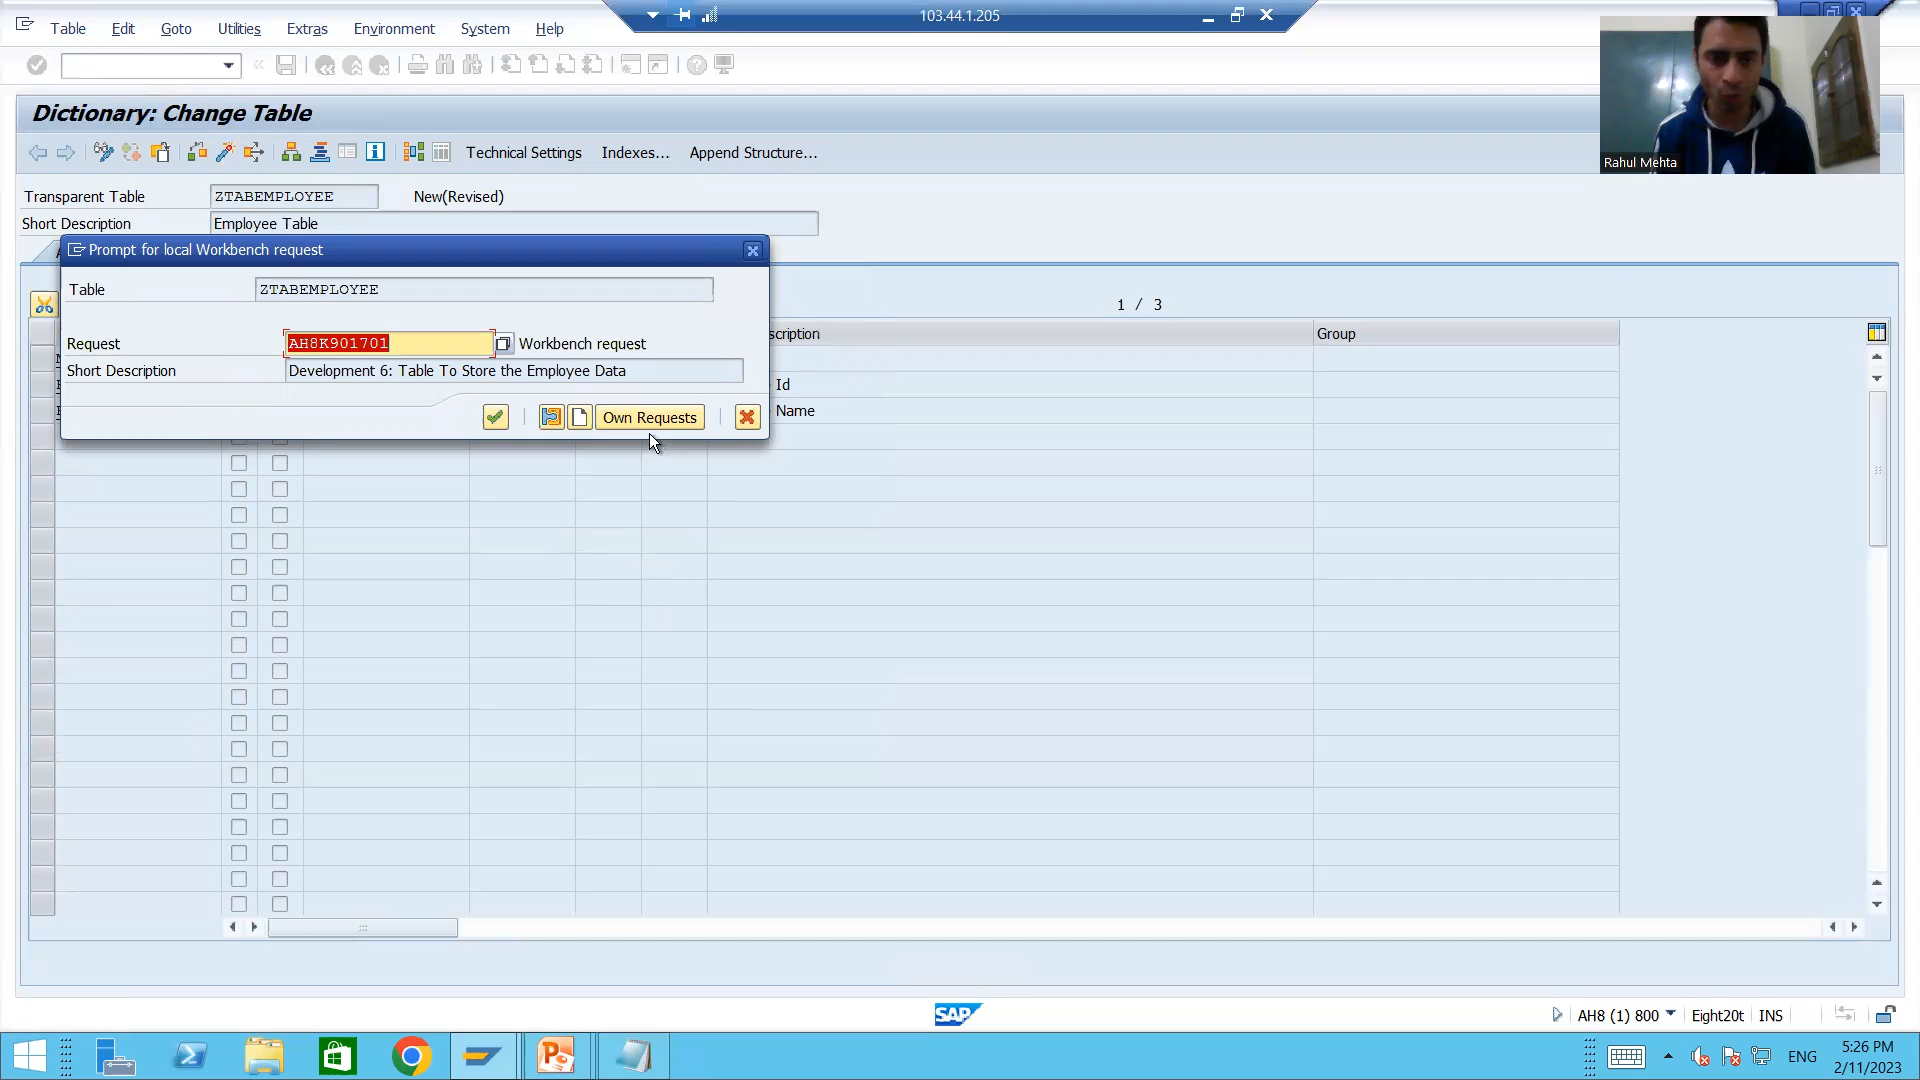 103.44.1.205
Table Edit Goto Utilities Extras Environment System Help
Dictionary: Change Table
Technical Settings Indexes... Append Structure...
Rahul Mehta
Transparent Table ZTABEMPLOYEE New(Revised)
Short Description Employee Table
Prompt for local Workbench request
Table ZTABEMPLOYEE
1 / 3
Request AH8K901701 Workbench request
scription Group
Short Description Development 6: Table To Store the Employee Data
Id
Name
Own Requests
SAP
AH8 (1) 800 Eight20t INS
ENG
5:26 PM
2/11/2023